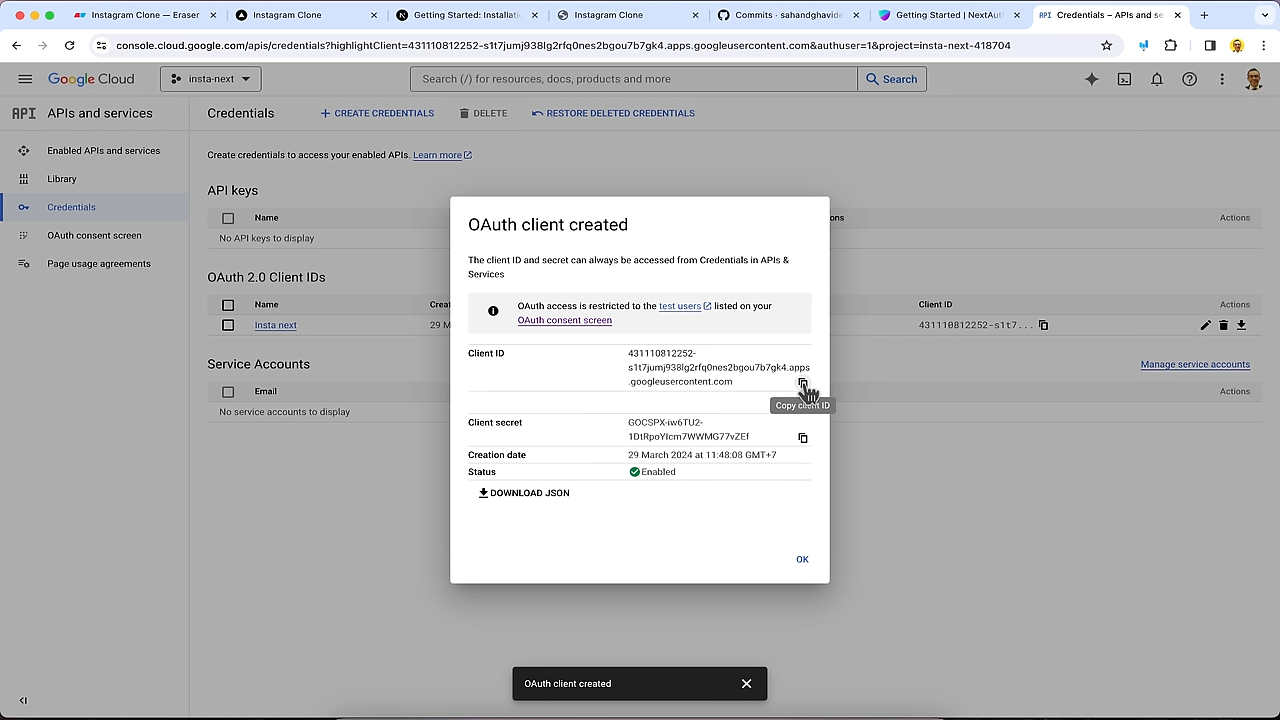 Instagram Clone — Eraser
Instagram Clone
Getting Started: Installati
Instagram Clone
Commits · sahandghavide
Getting Started | NextAut
Credentials – APIs and se
console.cloud.google.com/apis/credentials?highlightClient=431110812252-s1t7jumj938lg2rfq0nes2bgou7b7gk4.apps.googleusercontent.com&authuser=1&project=insta-next-418704
Google Cloud
insta-next
Search (/) for resources, docs, products and more
Search
API APIs and services
Credentials
CREATE CREDENTIALS
DELETE
RESTORE DELETED CREDENTIALS
Enabled APIs and services
Library
Credentials
OAuth consent screen
Page usage agreements
Create credentials to access your enabled APIs. Learn more
API keys
Name
ons
Actions
No API keys to display
OAuth 2.0 Client IDs
Name
Creat
Client ID
Actions
Insta next
29 M
431110812252-s1t7...
Service Accounts
Manage service accounts
Email
Actions
No service accounts to display
OAuth client created
The client ID and secret can always be accessed from Credentials in APIs &
Services
OAuth access is restricted to the test users listed on your
OAuth consent screen
Client ID
431110812252-
s1t7jumj938lg2rfq0nes2bgou7b7gk4.apps
.googleusercontent.com
Copy client ID
Client secret
GOCSPX-iw6TU2-
1DtRpoYIcm7WWMG77vZEf
Creation date
29 March 2024 at 11:48:08 GMT+7
Status
Enabled
DOWNLOAD JSON
OK
OAuth client created